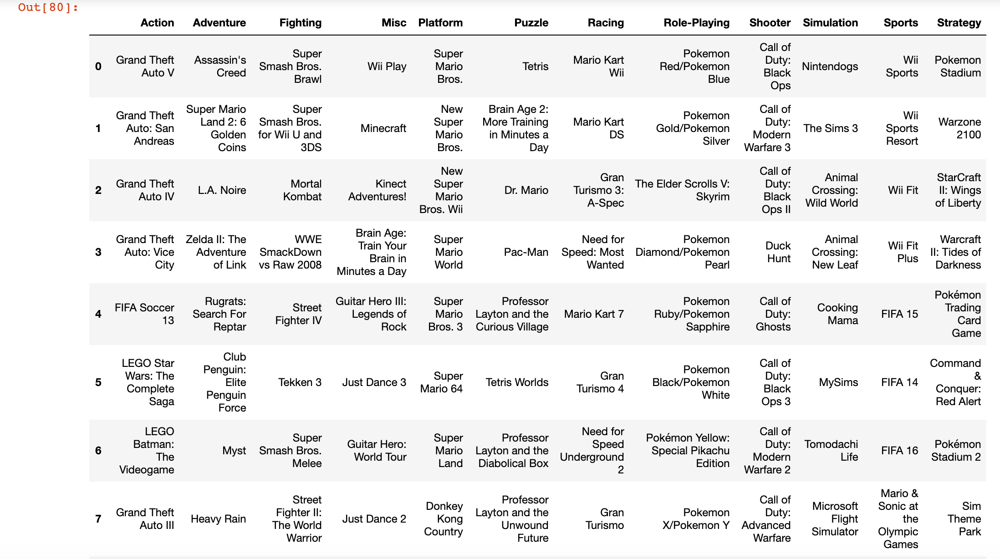 Out[80]:
Action Adventure Fighting Misc Platform Puzzle Racing Role-Playing Shooter Simulation Sports Strategy
0 Grand Theft Auto V Assassin's Creed Super Smash Bros. Brawl Wii Play Super Mario Bros. Tetris Mario Kart Wii Pokemon Red/Pokemon Blue Call of Duty: Black Ops Nintendogs Wii Sports Pokemon Stadium
1 Grand Theft Auto: San Andreas Super Mario Land 2: 6 Golden Coins Super Smash Bros. for Wii U and 3DS Minecraft New Super Mario Bros. Brain Age 2: More Training in Minutes a Day Mario Kart DS Pokemon Gold/Pokemon Silver Call of Duty: Modern Warfare 3 The Sims 3 Wii Sports Resort Warzone 2100
2 Grand Theft Auto IV L.A. Noire Mortal Kombat Kinect Adventures! New Super Mario Bros. Wii Dr. Mario Gran Turismo 3: A-Spec The Elder Scrolls V: Skyrim Call of Duty: Black Ops II Animal Crossing: Wild World Wii Fit StarCraft II: Wings of Liberty
3 Grand Theft Auto: Vice City Zelda II: The Adventure of Link WWE SmackDown vs Raw 2008 Brain Age: Train Your Brain in Minutes a Day Super Mario World Pac-Man Need for Speed: Most Wanted Pokemon Diamond/Pokemon Pearl Duck Hunt Animal Crossing: New Leaf Wii Fit Plus Warcraft II: Tides of Darkness
4 FIFA Soccer 13 Rugrats: Search For Reptar Street Fighter IV Guitar Hero III: Legends of Rock Super Mario Bros. 3 Professor Layton and the Curious Village Mario Kart 7 Pokemon Ruby/Pokemon Sapphire Call of Duty: Ghosts Cooking Mama FIFA 15 Pokémon Trading Card Game
5 LEGO Star Wars: The Complete Saga Club Penguin: Elite Penguin Force Tekken 3 Just Dance 3 Super Mario 64 Tetris Worlds Gran Turismo 4 Pokemon Black/Pokemon White Call of Duty: Black Ops 3 MySims FIFA 14 Command & Conquer: Red Alert
6 LEGO Batman: The Videogame Myst Super Smash Bros. Melee Guitar Hero: World Tour Super Mario Land Professor Layton and the Diabolical Box Need for Speed Underground 2 Pokémon Yellow: Special Pikachu Edition Call of Duty: Modern Warfare 2 Tomodachi Life FIFA 16 Pokémon Stadium 2
7 Grand Theft Auto III Heavy Rain Street Fighter II: The World Warrior Just Dance 2 Donkey Kong Country Professor Layton and the Unwound Future Gran Turismo Pokemon X/Pokemon Y Call of Duty: Advanced Warfare Microsoft Flight Simulator Mario & Sonic at the Olympic Games Sim Theme Park